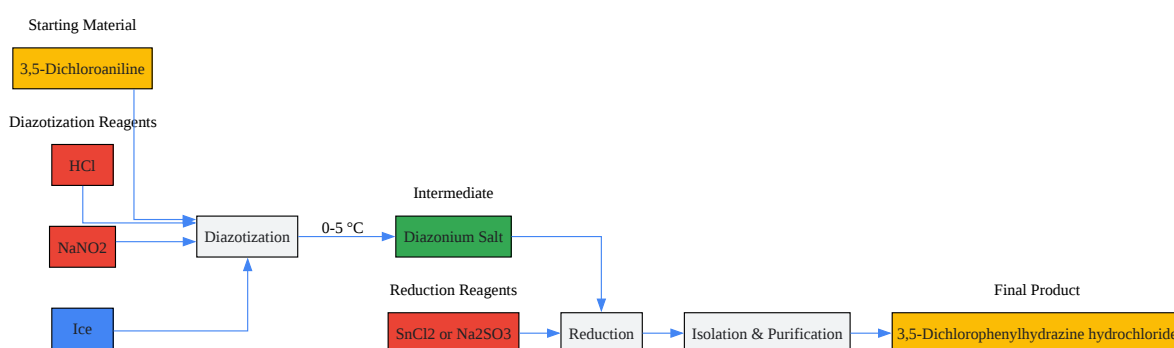 Starting Material
3,5-Dichloroaniline
Diazotization Reagents
HCl
NaNO2
Ice
Diazotization
0-5 °C
Intermediate
Diazonium Salt
Reduction Reagents
SnCl2 or Na2SO3
Reduction
Isolation & Purification
Final Product
3,5-Dichlorophenylhydrazine hydrochloride